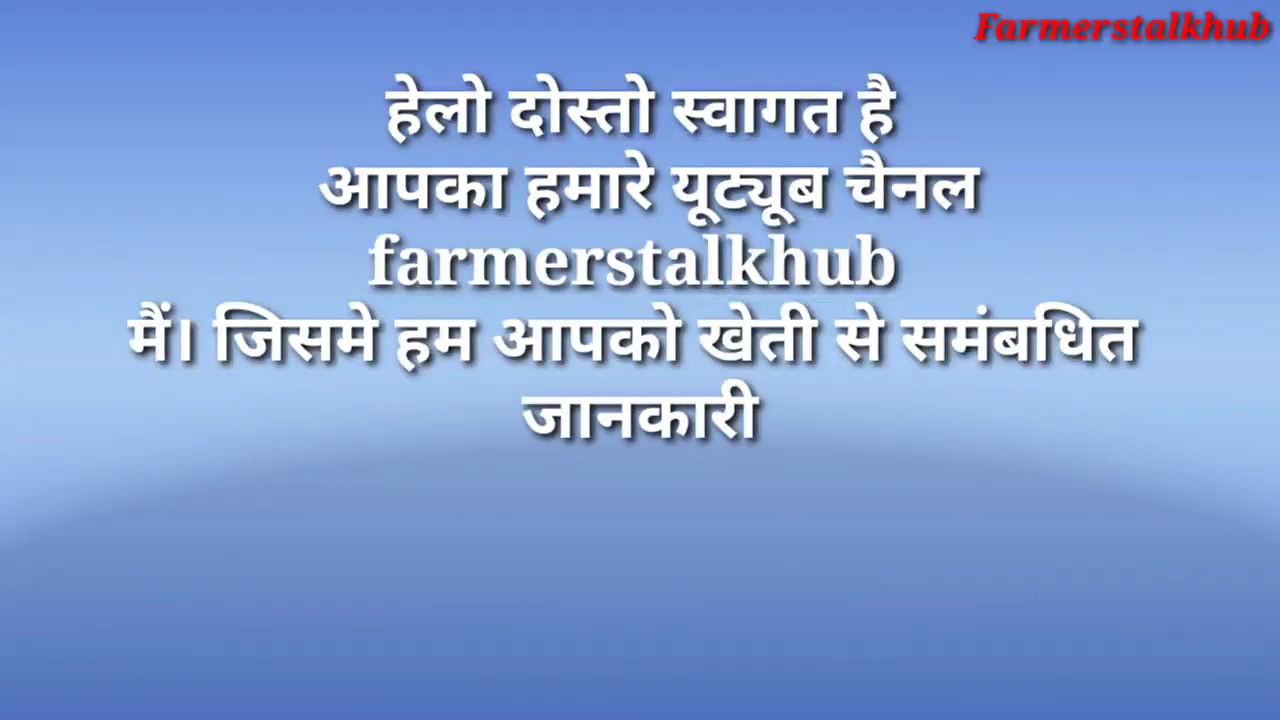 Farmerstalkhub
हेलो दोस्तो स्वागत है
आपका हमारे यूट्यूब चैनल
farmerstalkhub
मैं। जिसमे हम आपको खेती से समंबधित
जानकारी